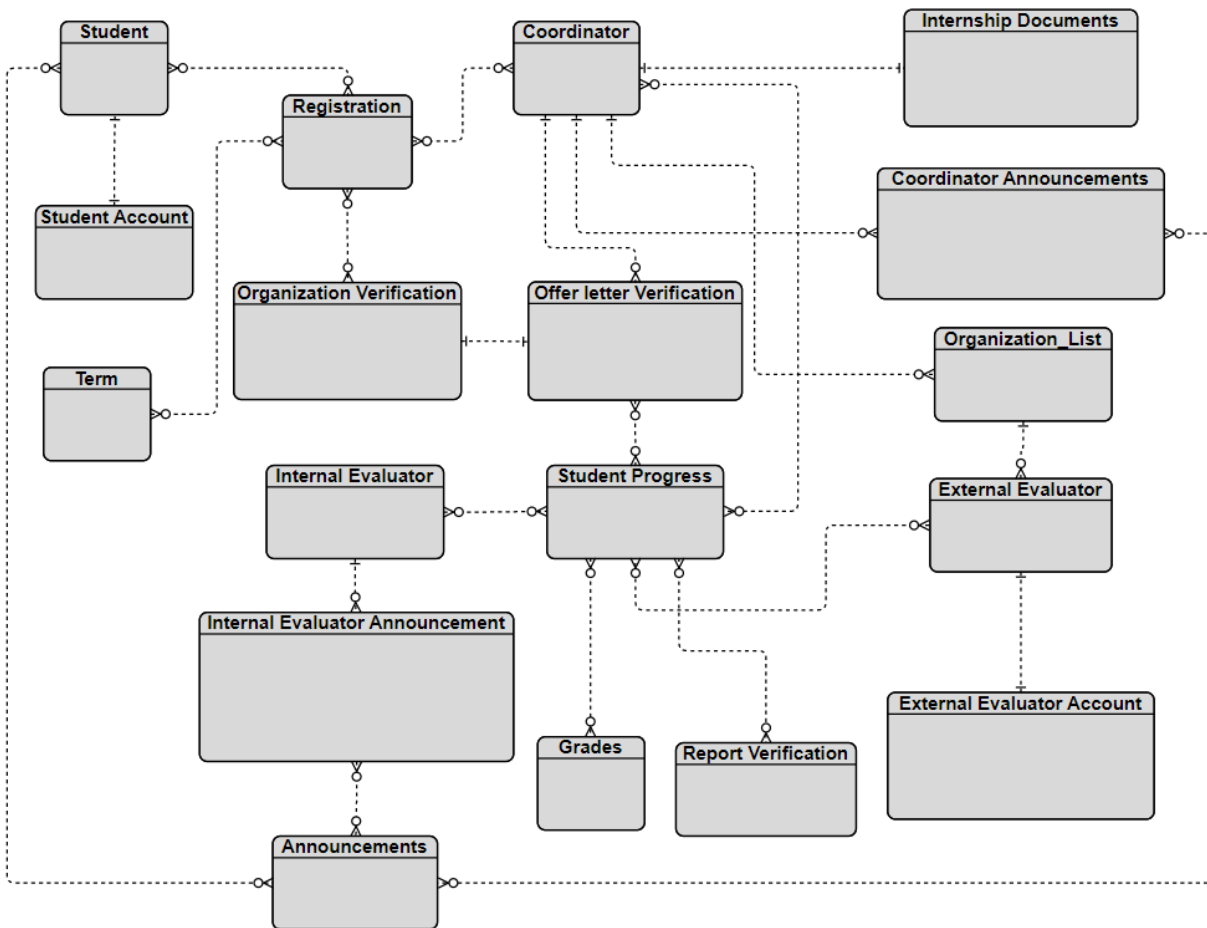 Student
Coordinator
Internship Documents
Registration
Coordinator Announcements
Student Account
Organization Verification
Offer letter Verification
Organization_List
Term
Internal Evaluator
Student Progress
External Evaluator
Internal Evaluator Announcement
External Evaluator Account
Grades
Report Verification
Announcements